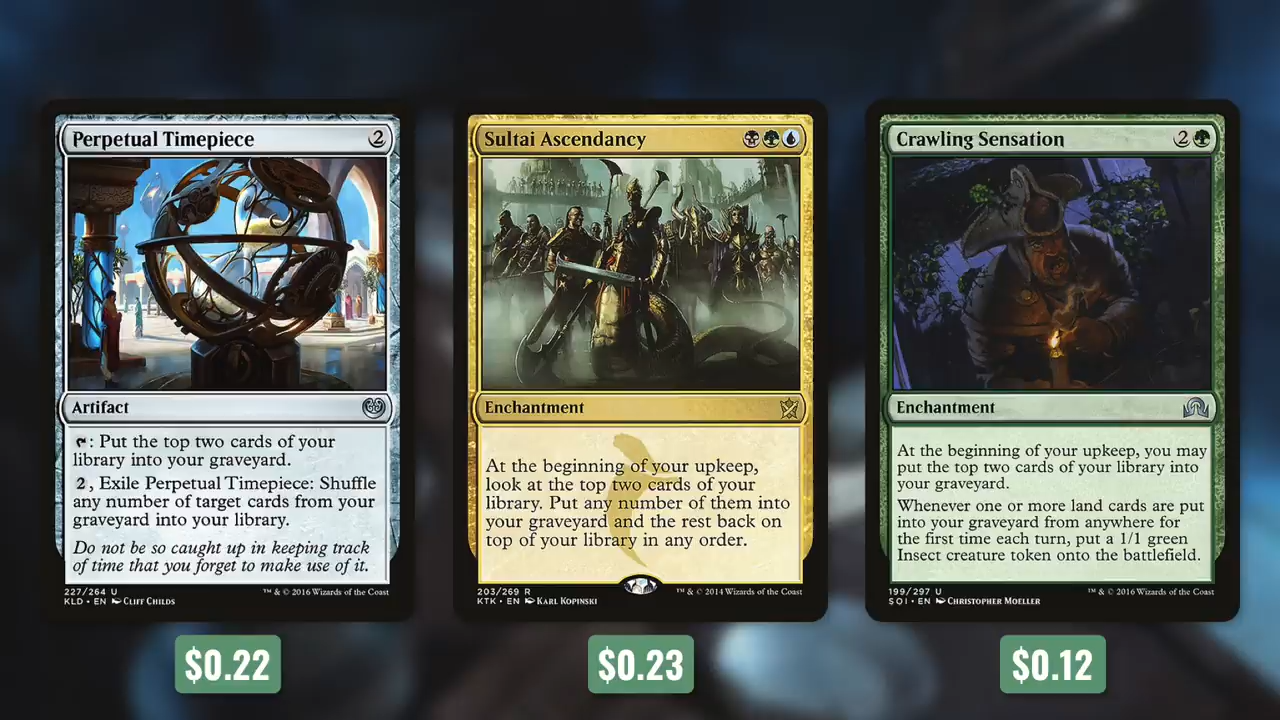 Perpetual Timepiece 2
Artifact
: Put the top two cards of your
library into your graveyard.
2, Exile Perpetual Timepiece: Shuffle
any number of target cards from your
graveyard into your library.
Do not be so caught up in keeping track
of time that you forget to make use of it.
227/264 U
KLD • EN Cliff Childs
™ & © 2016 Wizards of the Coast
$0.22
Sultai Ascendancy
Enchantment
At the beginning of your upkeep,
look at the top two cards of your
library. Put any number of them into
your graveyard and the rest back on
top of your library in any order.
203/269 R
KTK • EN Karl Kopinski
™ & © 2014 Wizards of the Coast
$0.23
Crawling Sensation 2
Enchantment
At the beginning of your upkeep, you may
put the top two cards of your library into
your graveyard.
Whenever one or more land cards are put
into your graveyard from anywhere for
the first time each turn, put a 1/1 green
Insect creature token onto the battlefield.
199/297 U
SOI • EN Christopher Moeller
™ & © 2016 Wizards of the Coast
$0.12